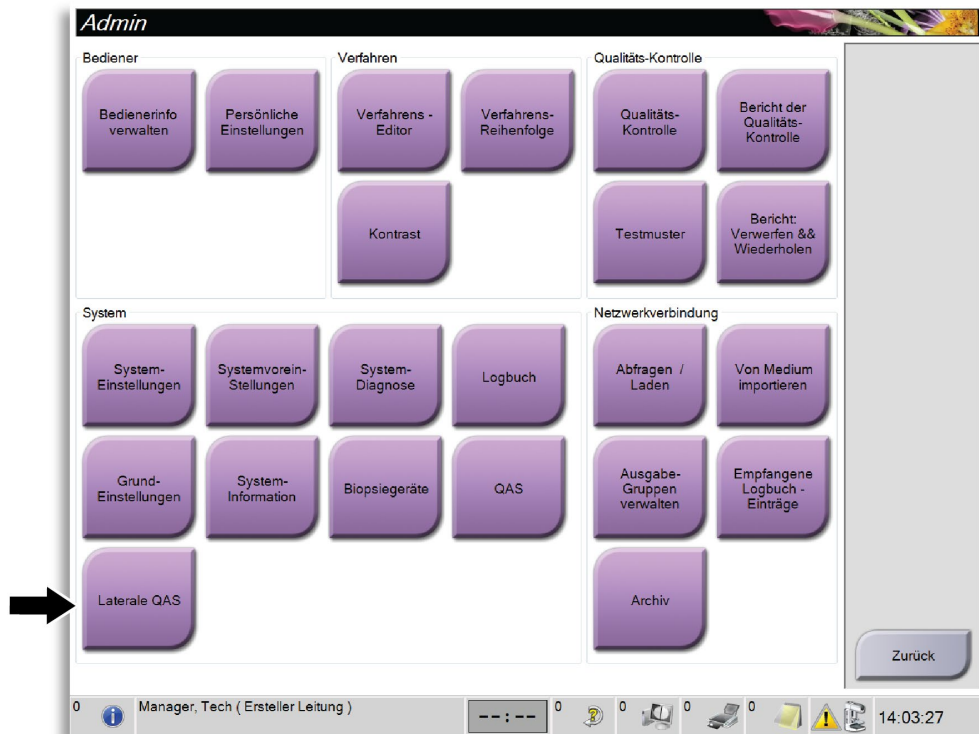 Admin
Bediener
Bedienerinfo
verwalten
Persönliche
Einstellungen
Verfahren
Verfahrens -
Editor
Verfahrens-
Reihenfolge
Kontrast
Qualitäts-Kontrolle
Qualitäts-
Kontrolle
Bericht der
Qualitäts-
Kontrolle
Testmuster
Bericht:
Verwerfen &&
Wiederholen
System
System-
Einstellungen
Systemvorein-
Stellungen
System-
Diagnose
Logbuch
Grund-
Einstellungen
System-
Information
Biopsiegeräte
QAS
Laterale QAS
Netzwerkverbindung
Abfragen /
Laden
Von Medium
importieren
Ausgabe-
Gruppen
verwalten
Empfangene
Logbuch -
Einträge
Archiv
Zurück
0 Manager, Tech ( Ersteller Leitung ) --:-- 0 0 0 0 14:03:27